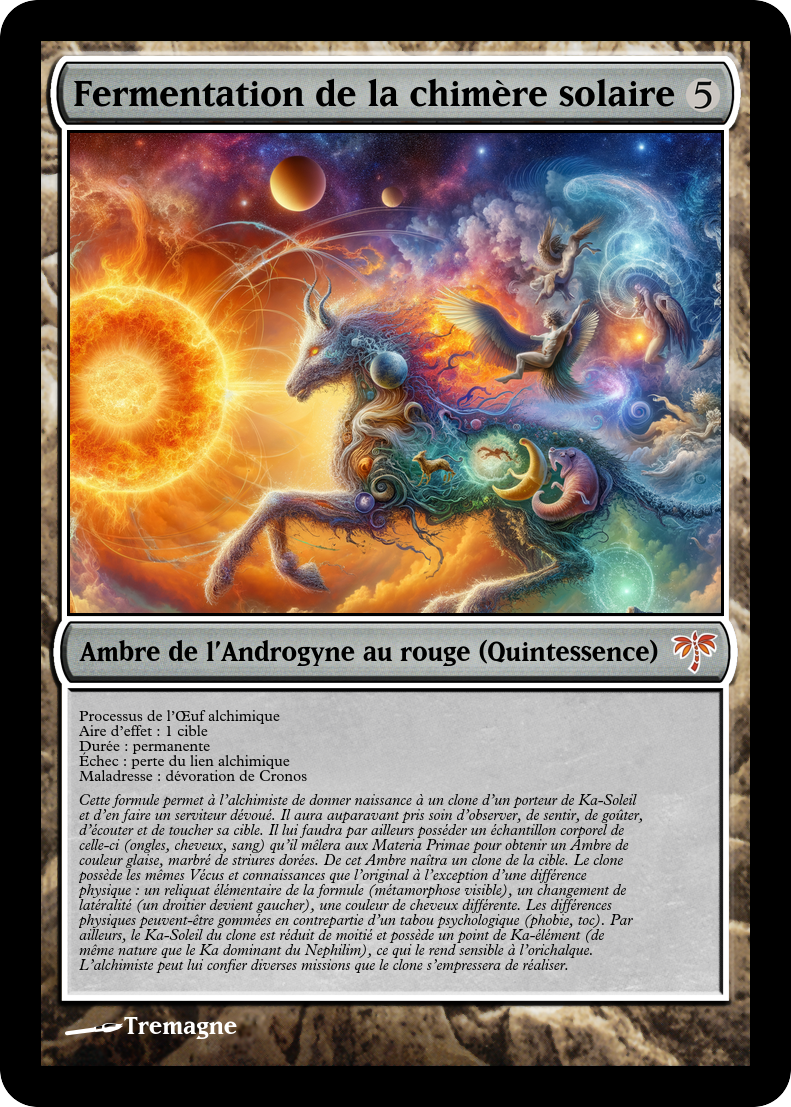 Fermentation de la chimère solaire 5
Ambre de l'Androgyne au rouge (Quintessence)
Processus de l'Œuf alchimique
Aire d'effet : 1 cible
Durée : permanente
Échec : perte du lien alchimique
Maladresse : dévoration de Cronos
Cette formule permet à l'alchimiste de donner naissance à un clone d'un porteur de Ka-Soleil
et d'en faire un serviteur dévoué. Il aura auparavant pris soin d'observer, de sentir, de goûter,
d'écouter et de toucher sa cible. Il lui faudra par ailleurs posséder un échantillon corporel de
celle-ci (ongles, cheveux, sang) qu'il mêlera aux Materia Primae pour obtenir un Ambre de
couleur glaise, marbré de striures dorées. De cet Ambre naîtra un clone de la cible. Le clone
possède les mêmes Vécus et connaissances que l'original à l'exception d'une différence
physique : un reliquat élémentaire de la formule (métamorphose visible), un changement de
latéralité (un droitier devient gaucher), une couleur de cheveux différente. Les différences
physiques peuvent-être gommées en contrepartie d'un tabou psychologique (phobie, toc). Par
ailleurs, le Ka-Soleil du clone est réduit de moitié et possède un point de Ka-élément (de
même nature que le Ka dominant du Nephilim), ce qui le rend sensible à l'orichalque.
L'alchimiste peut lui confier diverses missions que le clone s'empressera de réaliser.
Tremagne